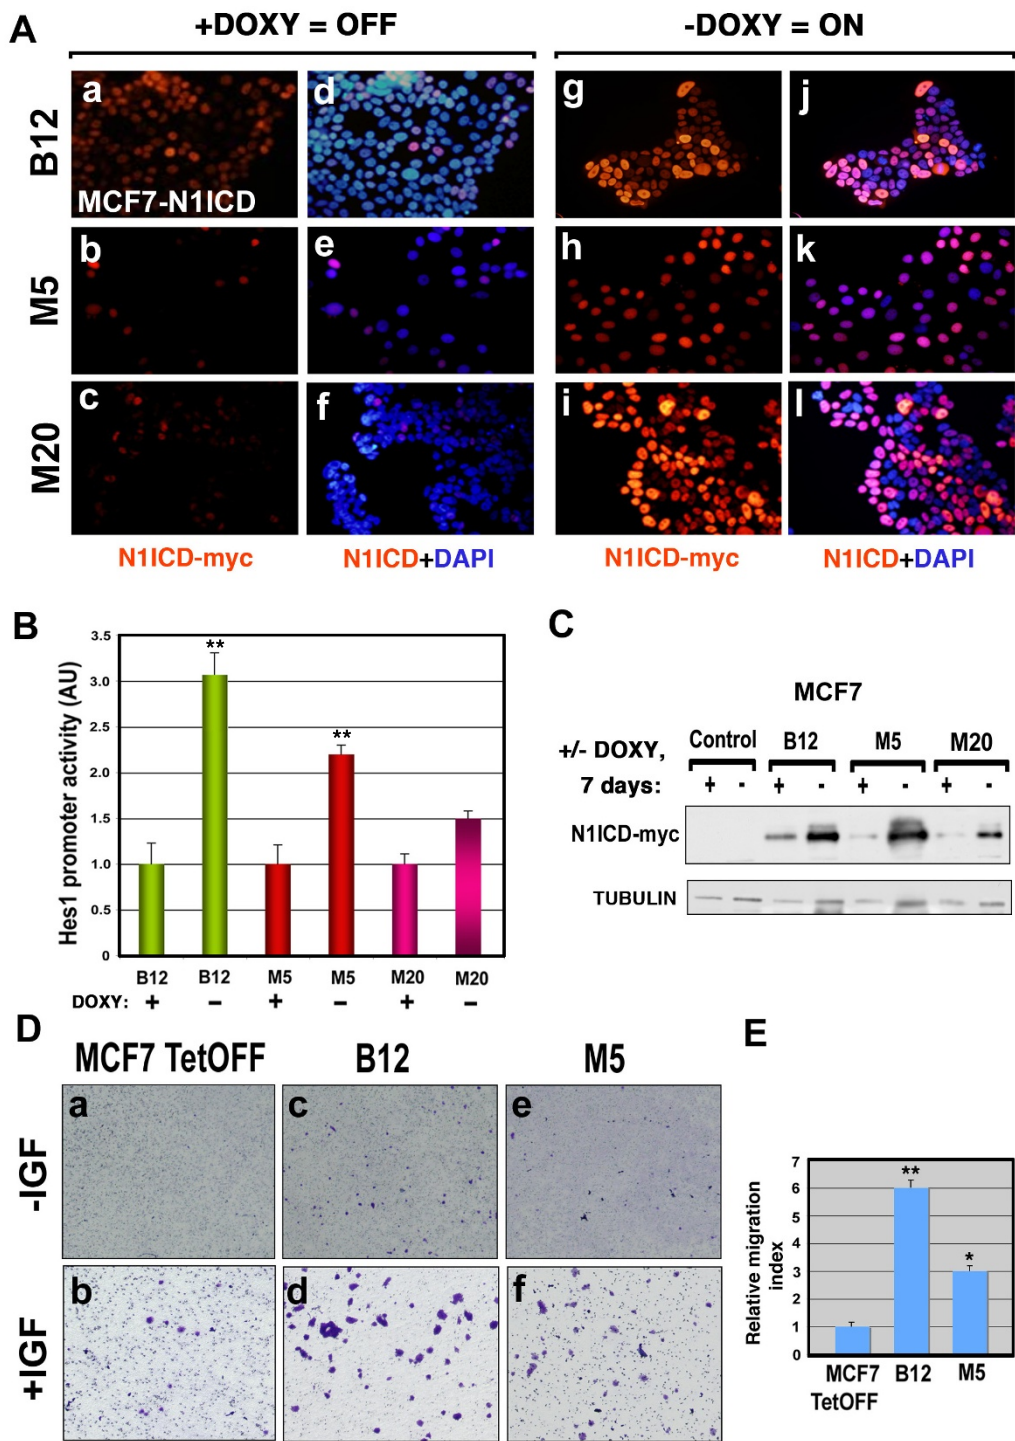 A
+DOXY = OFF
-DOXY = ON
B12
a
d
g
j
MCF7-N1ICD
M5
b
e
h
k
M20
c
f
i
l
N1ICD-myc
N1ICD+DAPI
N1ICD-myc
N1ICD+DAPI
B
Hes1 promoter activity (AU)
3.5
3.0
2.5
2.0
1.5
1.0
0.5
0
**
**
B12 B12 M5 M5 M20 M20
DOXY: + − + − + −
C
MCF7
+/- DOXY,
7 days:
Control B12 M5 M20
+ - + - + - + -
N1ICD-myc
TUBULIN
D
MCF7 TetOFF B12 M5
-IGF
a
c
e
+IGF
b
d
f
E
Relative migration
index
7
6
5
4
3
2
1
0
**
*
MCF7 B12 M5
TetOFF